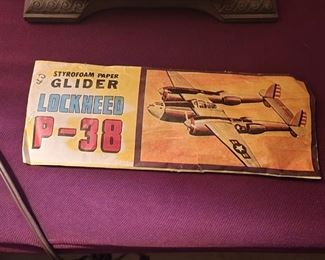 STYROFOAM PAPER
GLIDER
LOCKHEED
P-38